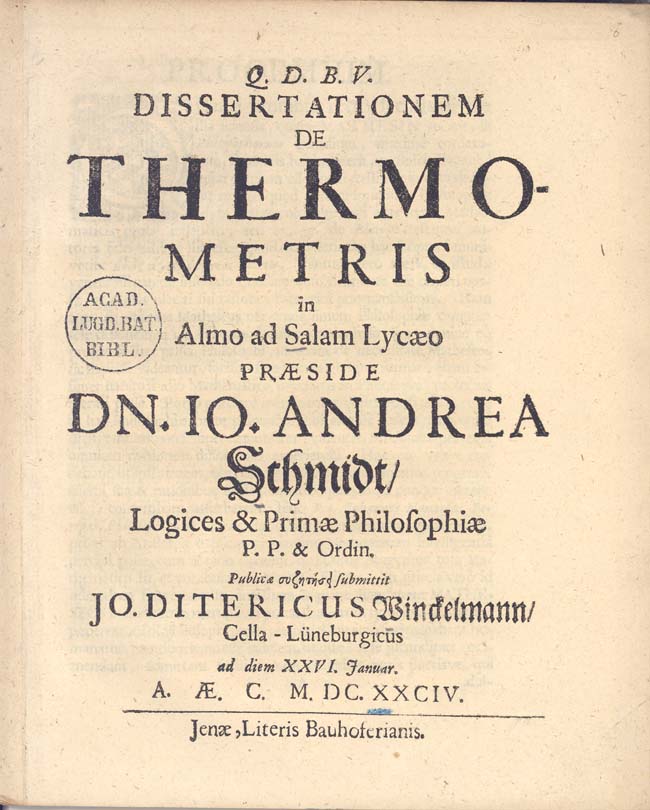 Q. D. B. V.
DISSERTATIONEM
DE
THERMO-
METRIS
in
ACAD.
LUGD.BAT
BIBL.
Almo ad Salam Lycæo
PRÆSIDE
DN. IO. ANDREA
Schmidt/
Logices & Primæ Philoſophiæ
P. P. & Ordin.
Publicæ συζητήσει ſubmittit
JO. DITERICUS Winckelmann/
Cella - Lüneburgicus
ad diem XXVI. Januar.
A. Æ. C. M. DC. XXCIV.
Jenæ, Literis Bauhoferianis.